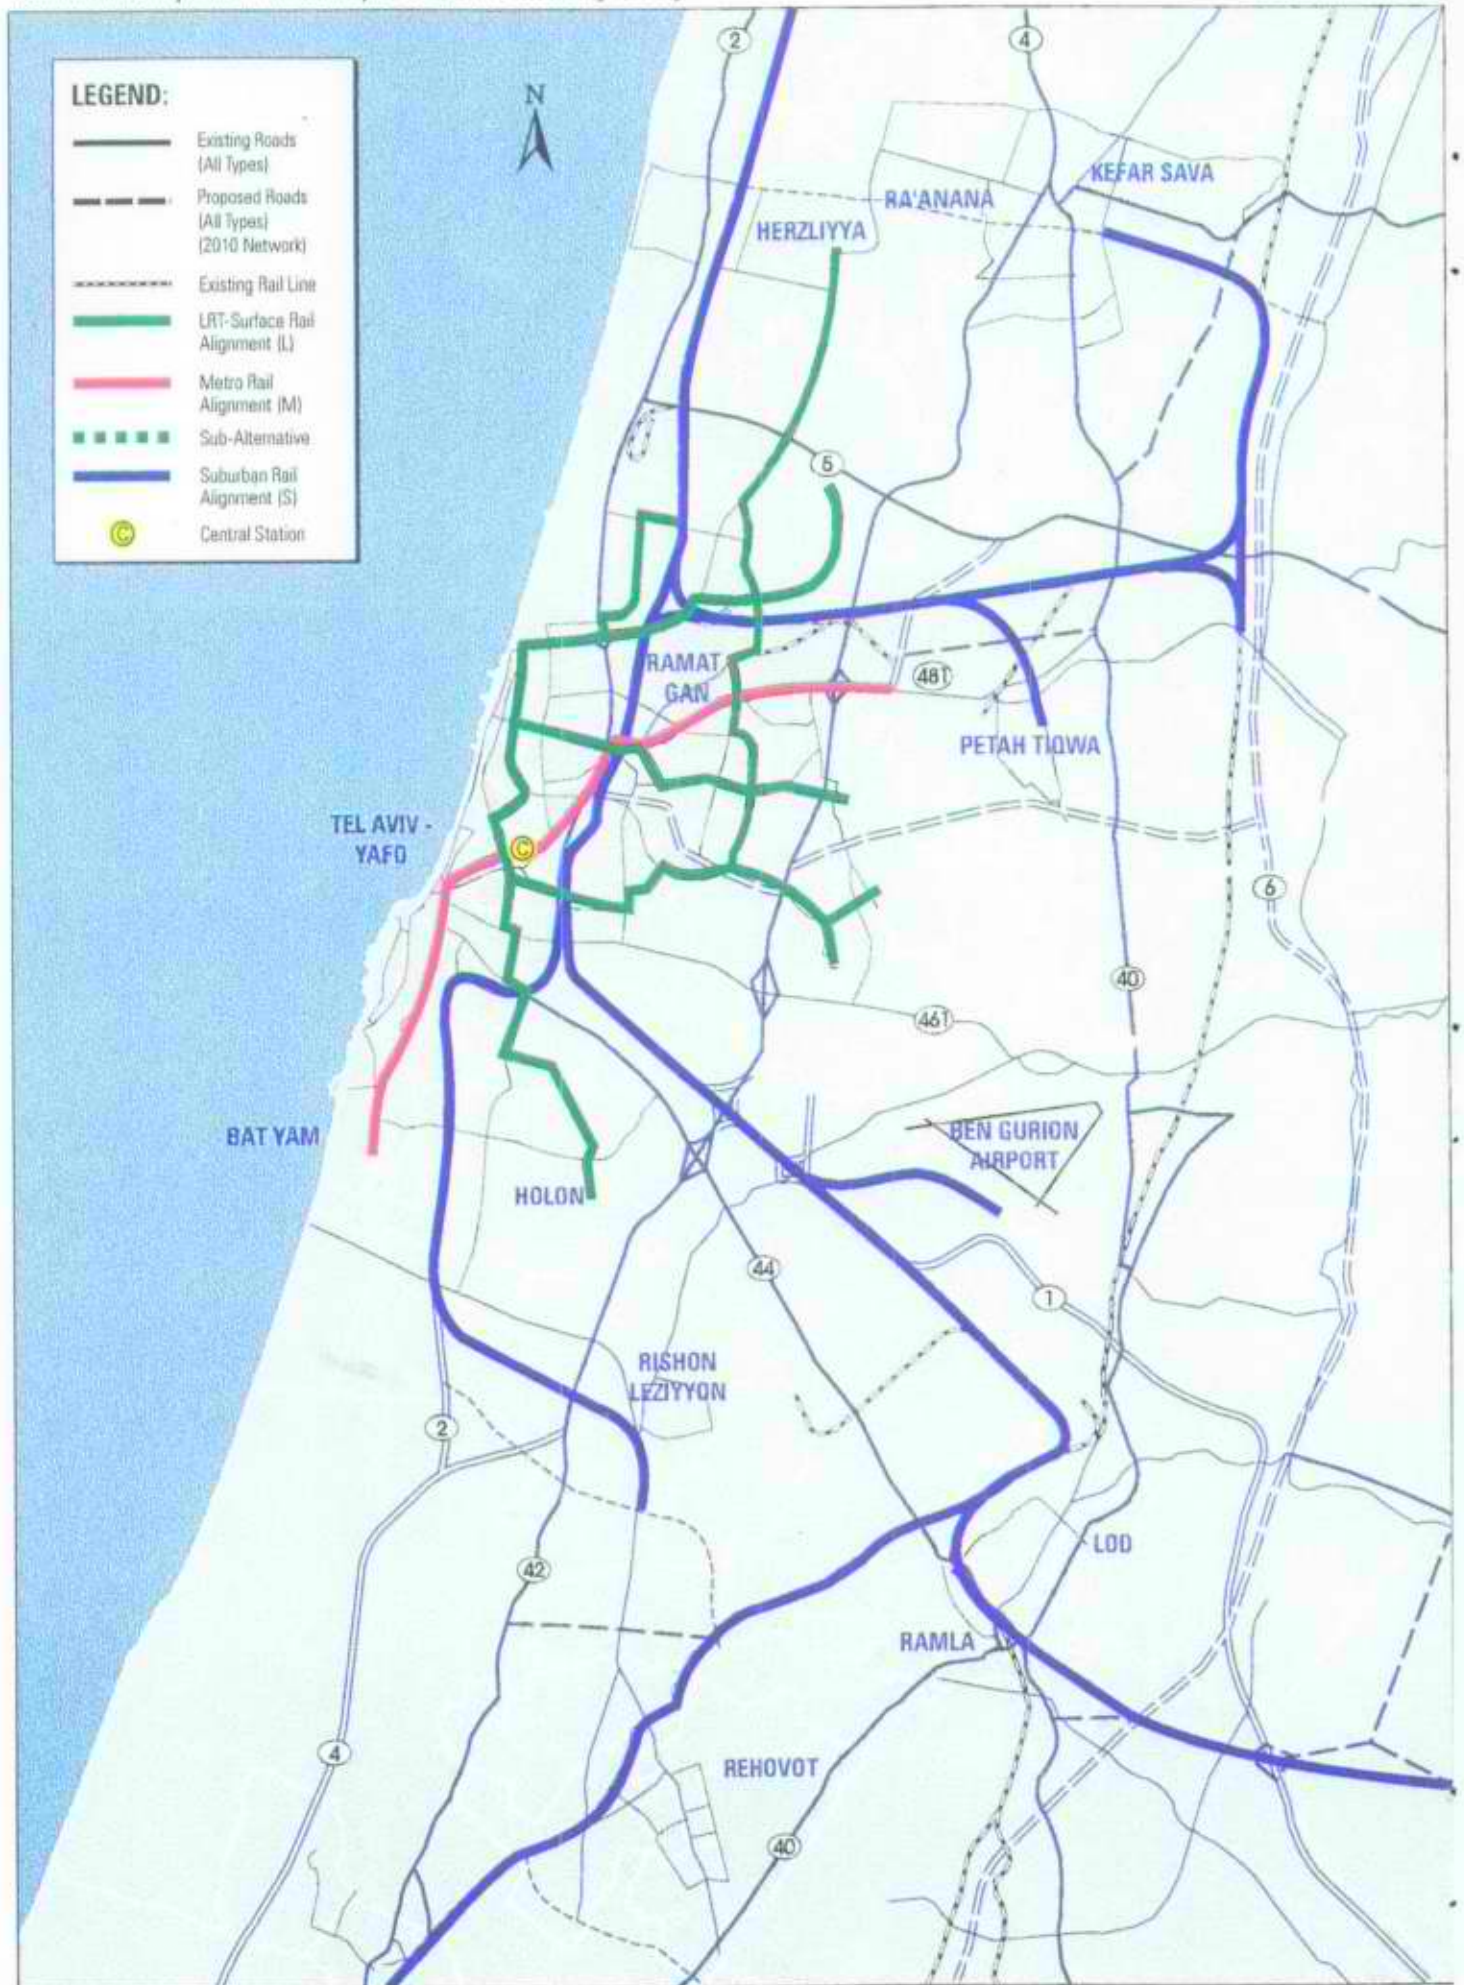 LEGEND:
Existing Roads
(All Types)
Proposed Roads
(All Types)
(2010 Network)
Existing Rail Line
LRT-Surface Rail
Alignment (L)
Metro Rail
Alignment (M)
Sub-Alternative
Suburban Rail
Alignment (S)
C
Central Station
N
2
4
KEFAR SAVA
RA'ANANA
HERZLIYYA
5
RAMAT
GAN
481
PETAH TIQWA
TEL AVIV -
YAFO
C
6
40
461
BAT YAM
BEN GURION
AIRPORT
HOLON
44
1
RISHON
LEZIYYON
2
LOD
42
RAMLA
4
REHOVOT
40